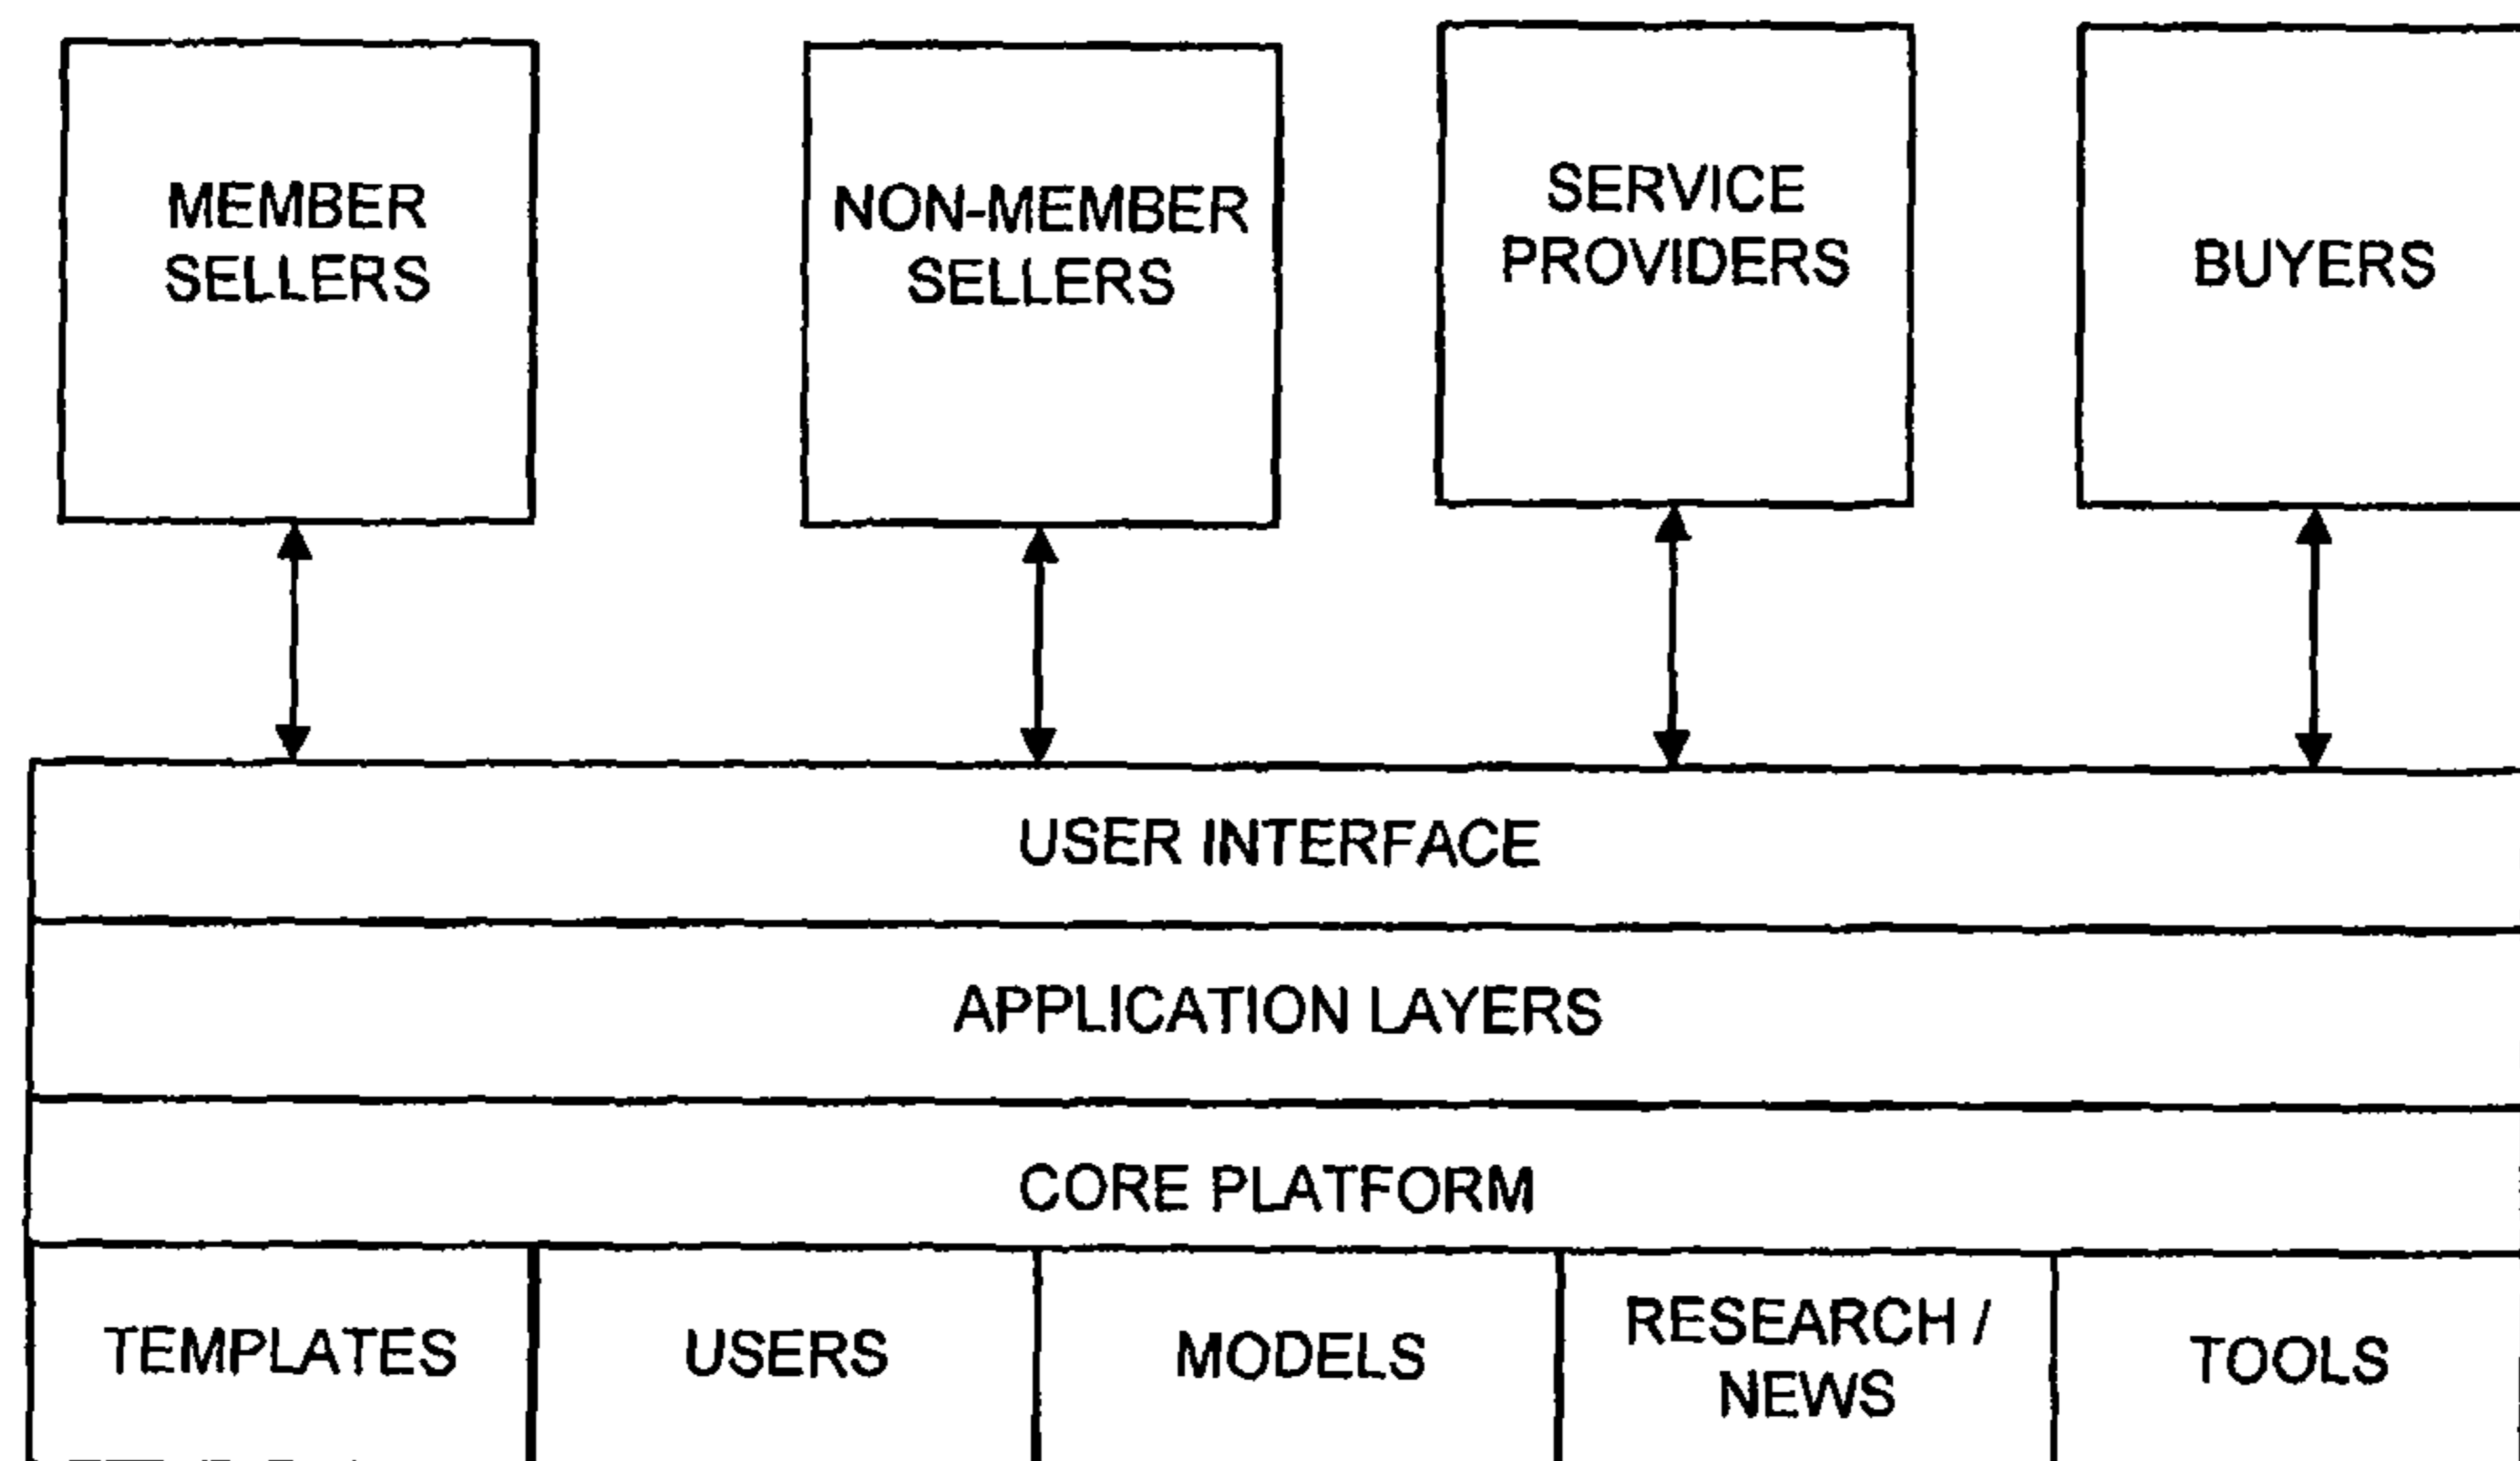 MEMBER
SELLERS
NON-MEMBER
SELLERS
SERVICE
PROVIDERS
BUYERS
USER INTERFACE
APPLICATION LAYERS
CORE PLATFORM
TEMPLATES
USERS
MODELS
RESEARCH /
NEWS
TOOLS